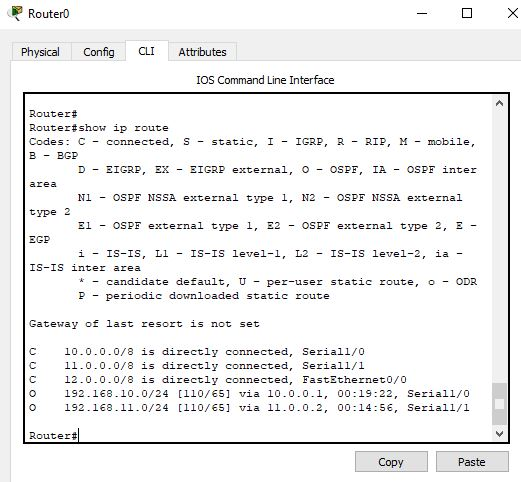 Router0
Physical Config CLI Attributes
IOS Command Line Interface
Router#
Router#show ip route
Codes: C - connected, S - static, I - IGRP, R - RIP, M - mobile,
B - BGP
D - EIGRP, EX - EIGRP external, O - OSPF, IA - OSPF inter
area
N1 - OSPF NSSA external type 1, N2 - OSPF NSSA external
type 2
E1 - OSPF external type 1, E2 - OSPF external type 2, E -
EGP
i - IS-IS, L1 - IS-IS level-1, L2 - IS-IS level-2, ia -
IS-IS inter area
* - candidate default, U - per-user static route, o - ODR
P - periodic downloaded static route
Gateway of last resort is not set
C 10.0.0.0/8 is directly connected, Serial1/0
C 11.0.0.0/8 is directly connected, Serial1/1
C 12.0.0.0/8 is directly connected, FastEthernet0/0
O 192.168.10.0/24 [110/65] via 10.0.0.1, 00:19:22, Serial1/0
O 192.168.11.0/24 [110/65] via 11.0.0.2, 00:14:56, Serial1/1
Router#
Copy Paste